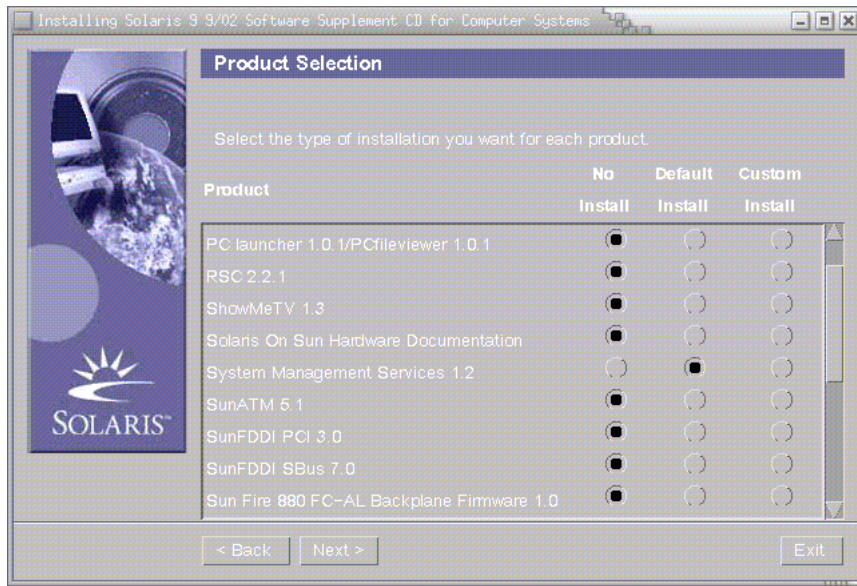 Installing Solaris 9 9/02 Software Supplement CD for Computer Systems
Product Selection
Select the type of installation you want for each product.
Product No Install Default Install Custom Install
PC launcher 1.0.1/PCfileviewer 1.0.1
RSC 2.2.1
ShowMeTV 1.3
Solaris On Sun Hardware Documentation
System Management Services 1.2
SunATM 5.1
SunFDDI PCI 3.0
SunFDDI SBus 7.0
Sun Fire 880 FC-AL Backplane Firmware 1.0
SOLARIS™
< Back Next > Exit